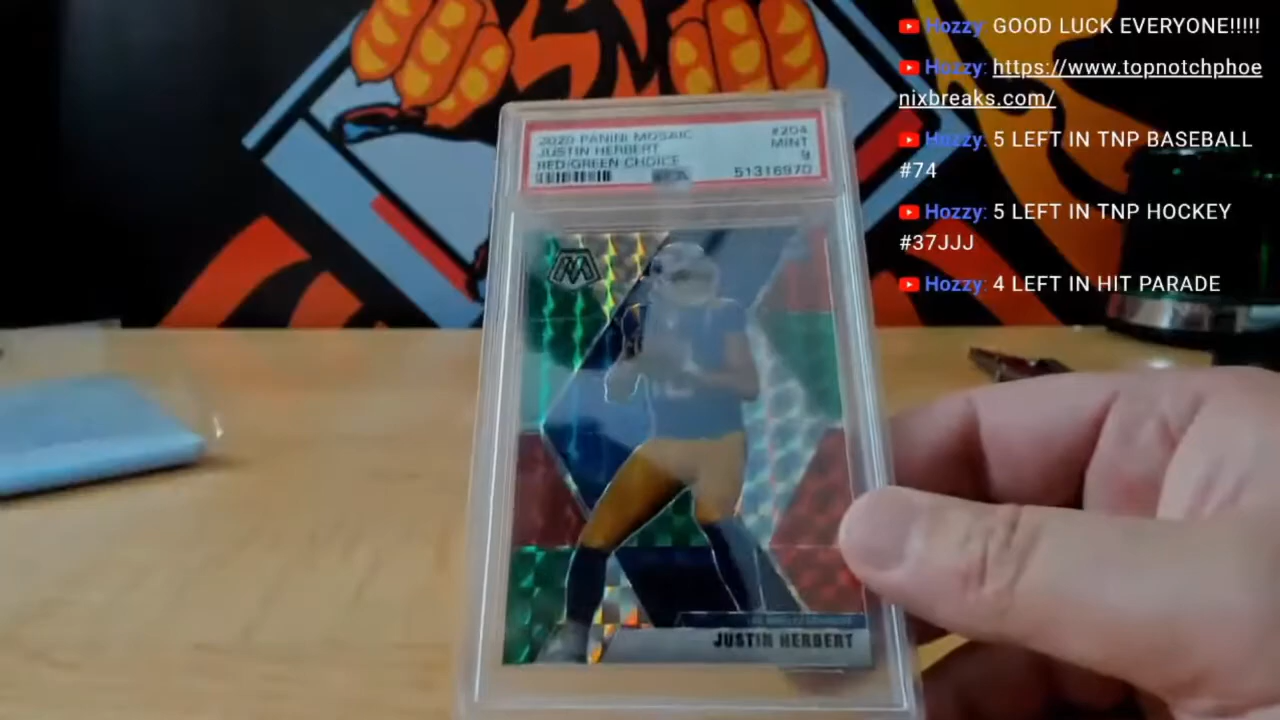 Hozzy: GOOD LUCK EVERYONE!!!!!
Hozzy: https://www.topnotchphoe
nixbreaks.com/
Hozzy: 5 LEFT IN TNP BASEBALL
#74
Hozzy: 5 LEFT IN TNP HOCKEY
#37JJJ
Hozzy: 4 LEFT IN HIT PARADE
2020 PANINI MOSAIC #204
JUSTIN HERBERT MINT
RED/GREEN CHOICE 9
51316970
JUSTIN HERBERT